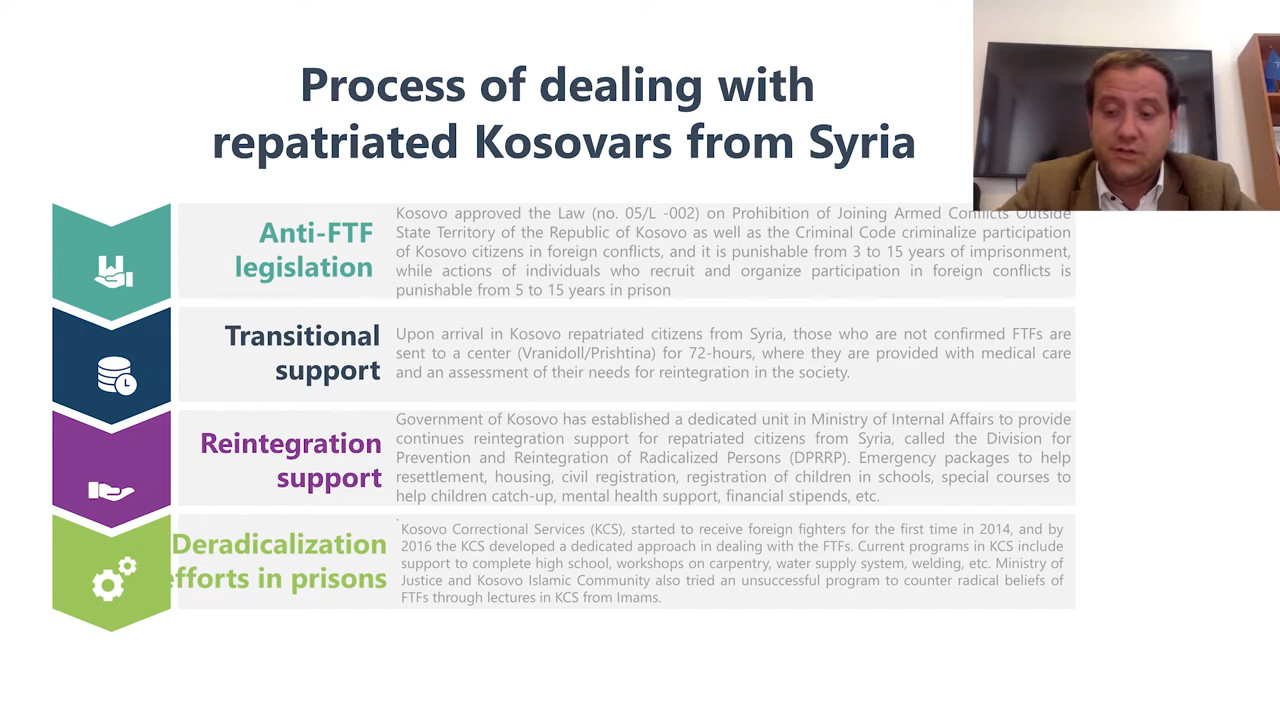 Process of dealing with
repatriated Kosovars from Syria
Anti-FTF
legislation
Kosovo approved the Law (no. 05/L -002) on Prohibition of Joining Armed Conflicts Outside
State Territory of the Republic of Kosovo as well as the Criminal Code criminalize participation
of Kosovo citizens in foreign conflicts, and it is punishable from 3 to 15 years of imprisonment,
while actions of individuals who recruit and organize participation in foreign conflicts is
punishable from 5 to 15 years in prison
Transitional
support
Upon arrival in Kosovo repatriated citizens from Syria, those who are not confirmed FTFs are
sent to a center (Vranidoll/Prishtina) for 72-hours, where they are provided with medical care
and an assessment of their needs for reintegration in the society.
Reintegration
support
Government of Kosovo has established a dedicated unit in Ministry of Internal Affairs to provide
continues reintegration support for repatriated citizens from Syria, called the Division for
Prevention and Reintegration of Radicalized Persons (DPRRP). Emergency packages to help
resettlement, housing, civil registration, registration of children in schools, special courses to
help children catch-up, mental health support, financial stipends, etc.
Deradicalization
efforts in prisons
.
Kosovo Correctional Services (KCS), started to receive foreign fighters for the first time in 2014, and by
2016 the KCS developed a dedicated approach in dealing with the FTFs. Current programs in KCS include
support to complete high school, workshops on carpentry, water supply system, welding, etc. Ministry of
Justice and Kosovo Islamic Community also tried an unsuccessful program to counter radical beliefs of
FTFs through lectures in KCS from Imams.